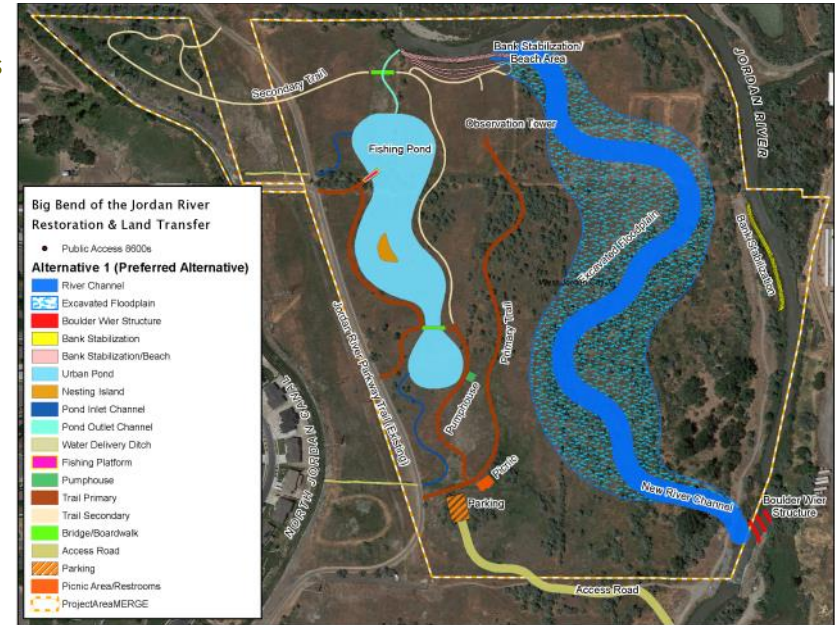 s
Bank Stabilization/
Beach Area
Secondary Trail
JORDAN RIVER
Observation Tower
Fishing Pond
Excavated Floodplain
Bank Stabilization
Jordan River Parkway Trail (Existing)
Primary Trail
Pumphouse
NORTH JORDAN CANAL
Picnic
Parking
New River Channel
Boulder Wier
Structure
Access Road
Big Bend of the Jordan River
Restoration & Land Transfer
Public Access 8600s
Alternative 1 (Preferred Alternative)
River Channel
Excavated Floodplain
Boulder Wier Structure
Bank Stabilization
Bank Stabilization/Beach
Urban Pond
Nesting Island
Pond Inlet Channel
Pond Outlet Channel
Water Delivery Ditch
Fishing Platform
Pumphouse
Trail Primary
Trail Secondary
Bridge/Boardwalk
Access Road
Parking
Picnic Area/Restrooms
ProjectAreaMERGE